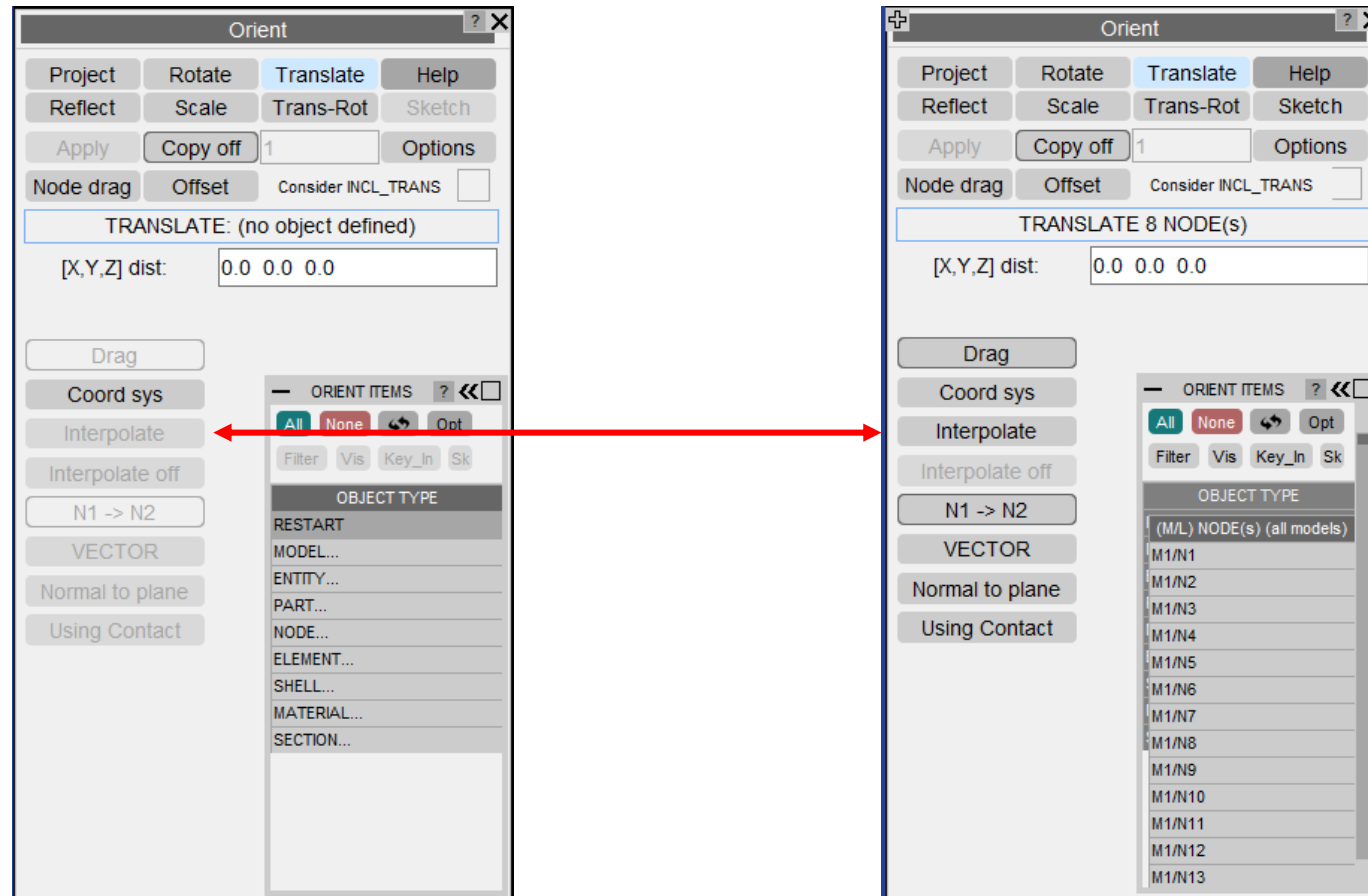 Orient ?
Project Rotate Translate Help
Reflect Scale Trans-Rot Sketch
Apply Copy off 1 Options
Node drag Offset Consider INCL_TRANS
TRANSLATE: (no object defined)
[X,Y,Z] dist: 0.0 0.0 0.0
Drag
Coord sys
Interpolate
Interpolate off
N1 -> N2
VECTOR
Normal to plane
Using Contact
ORIENT ITEMS ?
All None Opt
Filter Vis Key_In Sk
OBJECT TYPE
RESTART
MODEL...
ENTITY...
PART...
NODE...
ELEMENT...
SHELL...
MATERIAL...
SECTION...
Orient ?
Project Rotate Translate Help
Reflect Scale Trans-Rot Sketch
Apply Copy off 1 Options
Node drag Offset Consider INCL_TRANS
TRANSLATE 8 NODE(s)
[X,Y,Z] dist: 0.0 0.0 0.0
Drag
Coord sys
Interpolate
Interpolate off
N1 -> N2
VECTOR
Normal to plane
Using Contact
ORIENT ITEMS ?
All None Opt
Filter Vis Key_In Sk
OBJECT TYPE
(M/L) NODE(s) (all models)
M1/N1
M1/N2
M1/N3
M1/N4
M1/N5
M1/N6
M1/N7
M1/N8
M1/N9
M1/N10
M1/N11
M1/N12
M1/N13